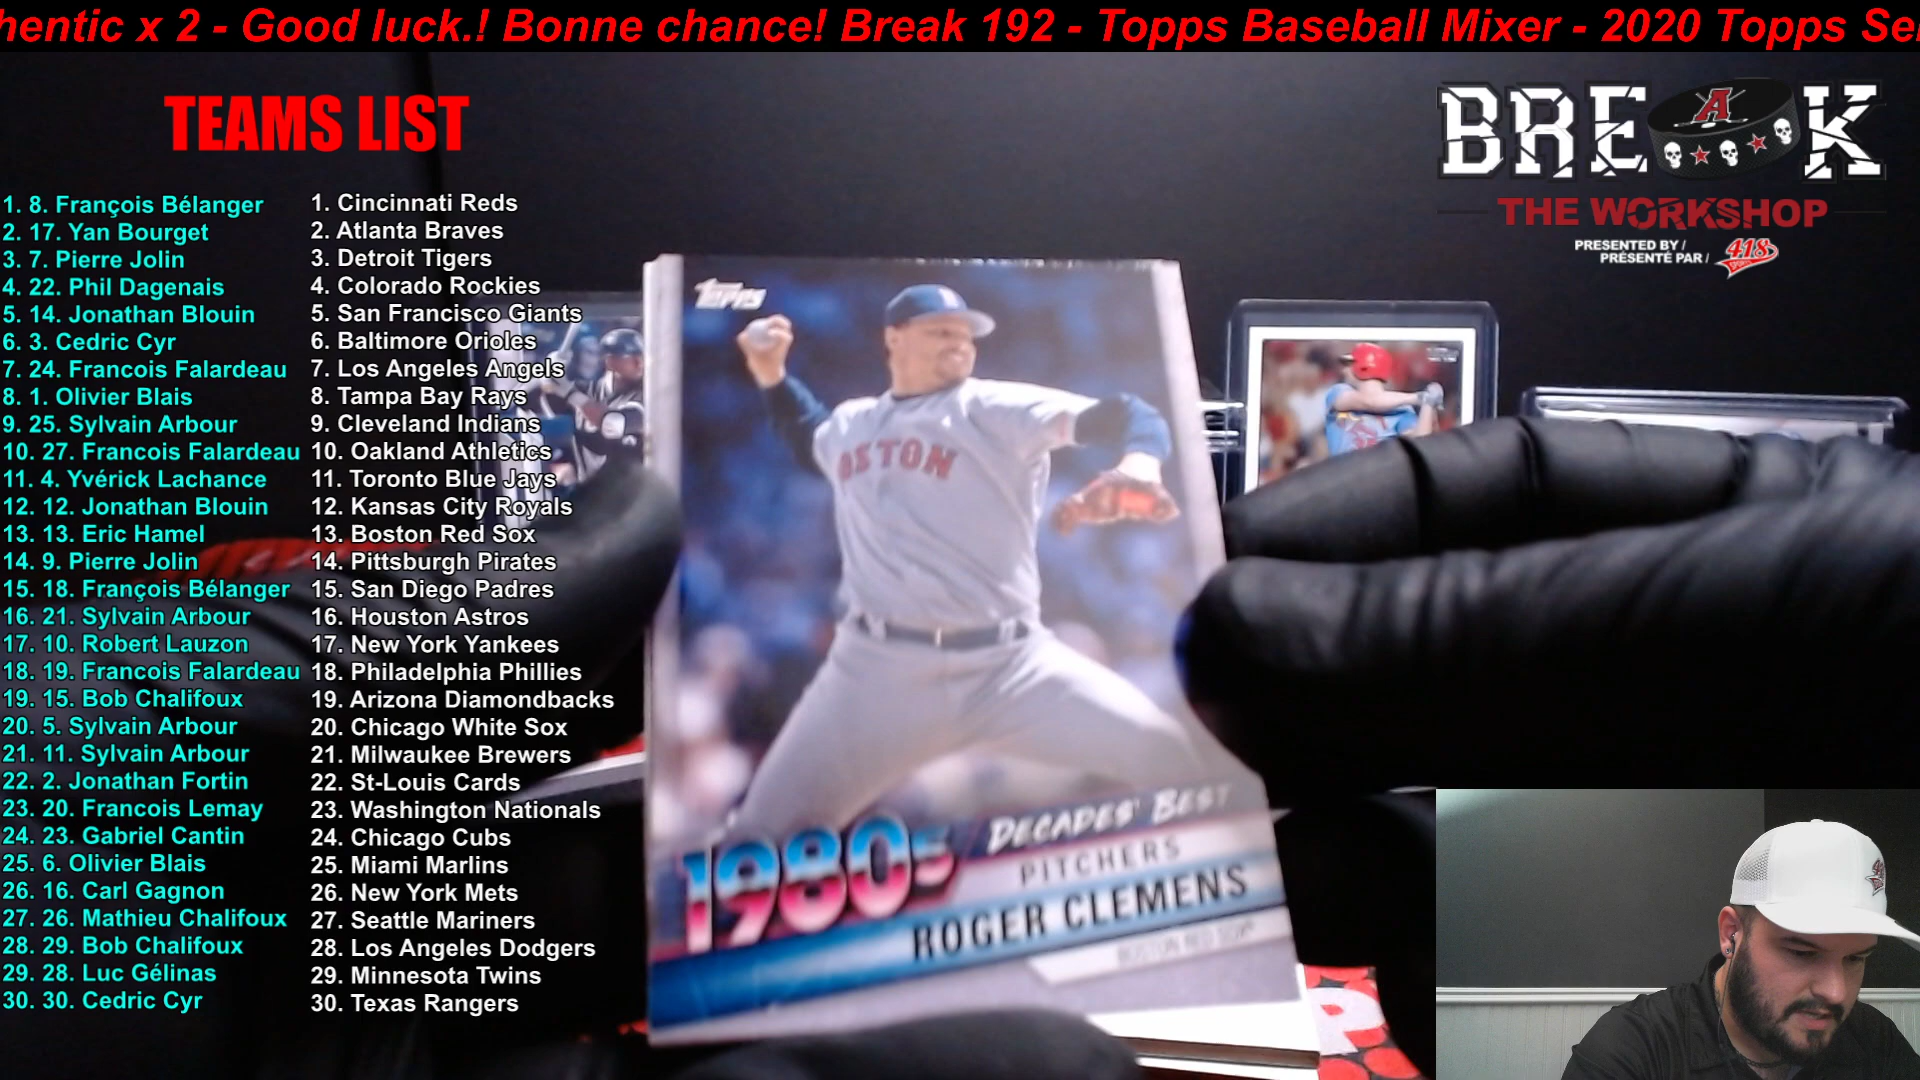 hentic x 2 - Good luck.! Bonne chance! Break 192 - Topps Baseball Mixer - 2020 Topps Se
TEAMS LIST
1. 8. François Bélanger
2. 17. Yan Bourget
3. 7. Pierre Jolin
4. 22. Phil Dagenais
5. 14. Jonathan Blouin
6. 3. Cedric Cyr
7. 24. Francois Falardeau
8. 1. Olivier Blais
9. 25. Sylvain Arbour
10. 27. Francois Falardeau
11. 4. Yvérick Lachance
12. 12. Jonathan Blouin
13. 13. Eric Hamel
14. 9. Pierre Jolin
15. 18. François Bélanger
16. 21. Sylvain Arbour
17. 10. Robert Lauzon
18. 19. Francois Falardeau
19. 15. Bob Chalifoux
20. 5. Sylvain Arbour
21. 11. Sylvain Arbour
22. 2. Jonathan Fortin
23. 20. Francois Lemay
24. 23. Gabriel Cantin
25. 6. Olivier Blais
26. 16. Carl Gagnon
27. 26. Mathieu Chalifoux
28. 29. Bob Chalifoux
29. 28. Luc Gélinas
30. 30. Cedric Cyr
1. Cincinnati Reds
2. Atlanta Braves
3. Detroit Tigers
4. Colorado Rockies
5. San Francisco Giants
6. Baltimore Orioles
7. Los Angeles Angels
8. Tampa Bay Rays
9. Cleveland Indians
10. Oakland Athletics
11. Toronto Blue Jays
12. Kansas City Royals
13. Boston Red Sox
14. Pittsburgh Pirates
15. San Diego Padres
16. Houston Astros
17. New York Yankees
18. Philadelphia Phillies
19. Arizona Diamondbacks
20. Chicago White Sox
21. Milwaukee Brewers
22. St-Louis Cards
23. Washington Nationals
24. Chicago Cubs
25. Miami Marlins
26. New York Mets
27. Seattle Mariners
28. Los Angeles Dodgers
29. Minnesota Twins
30. Texas Rangers
TOPPS
BOSTON
1980s
DECADES' BEST
PITCHERS
ROGER CLEMENS
BOSTON RED SOX
BREAK
A
THE WORKSHOP
PRESENTED BY /
PRÉSENTÉ PAR /
418